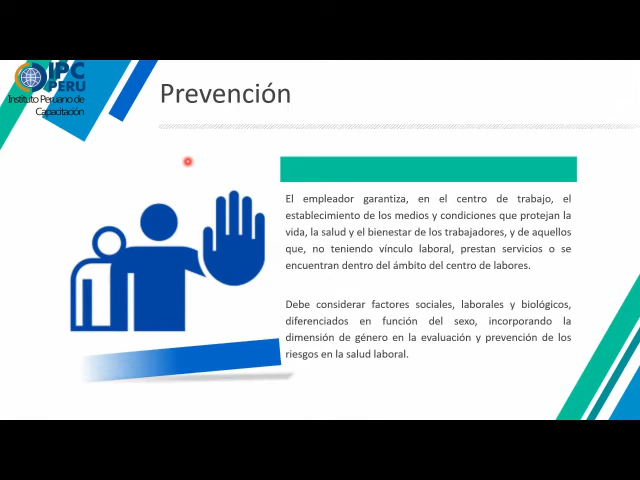 IPC
PERU
Instituto Peruano de
Capacitación
Prevención
El empleador garantiza, en el centro de trabajo, el
establecimiento de los medios y condiciones que protejan la
vida, la salud y el bienestar de los trabajadores, y de aquellos
que, no teniendo vínculo laboral, prestan servicios o se
encuentran dentro del ámbito del centro de labores.
Debe considerar factores sociales, laborales y biológicos,
diferenciados en función del sexo, incorporando la
dimensión de género en la evaluación y prevención de los
riesgos en la salud laboral.